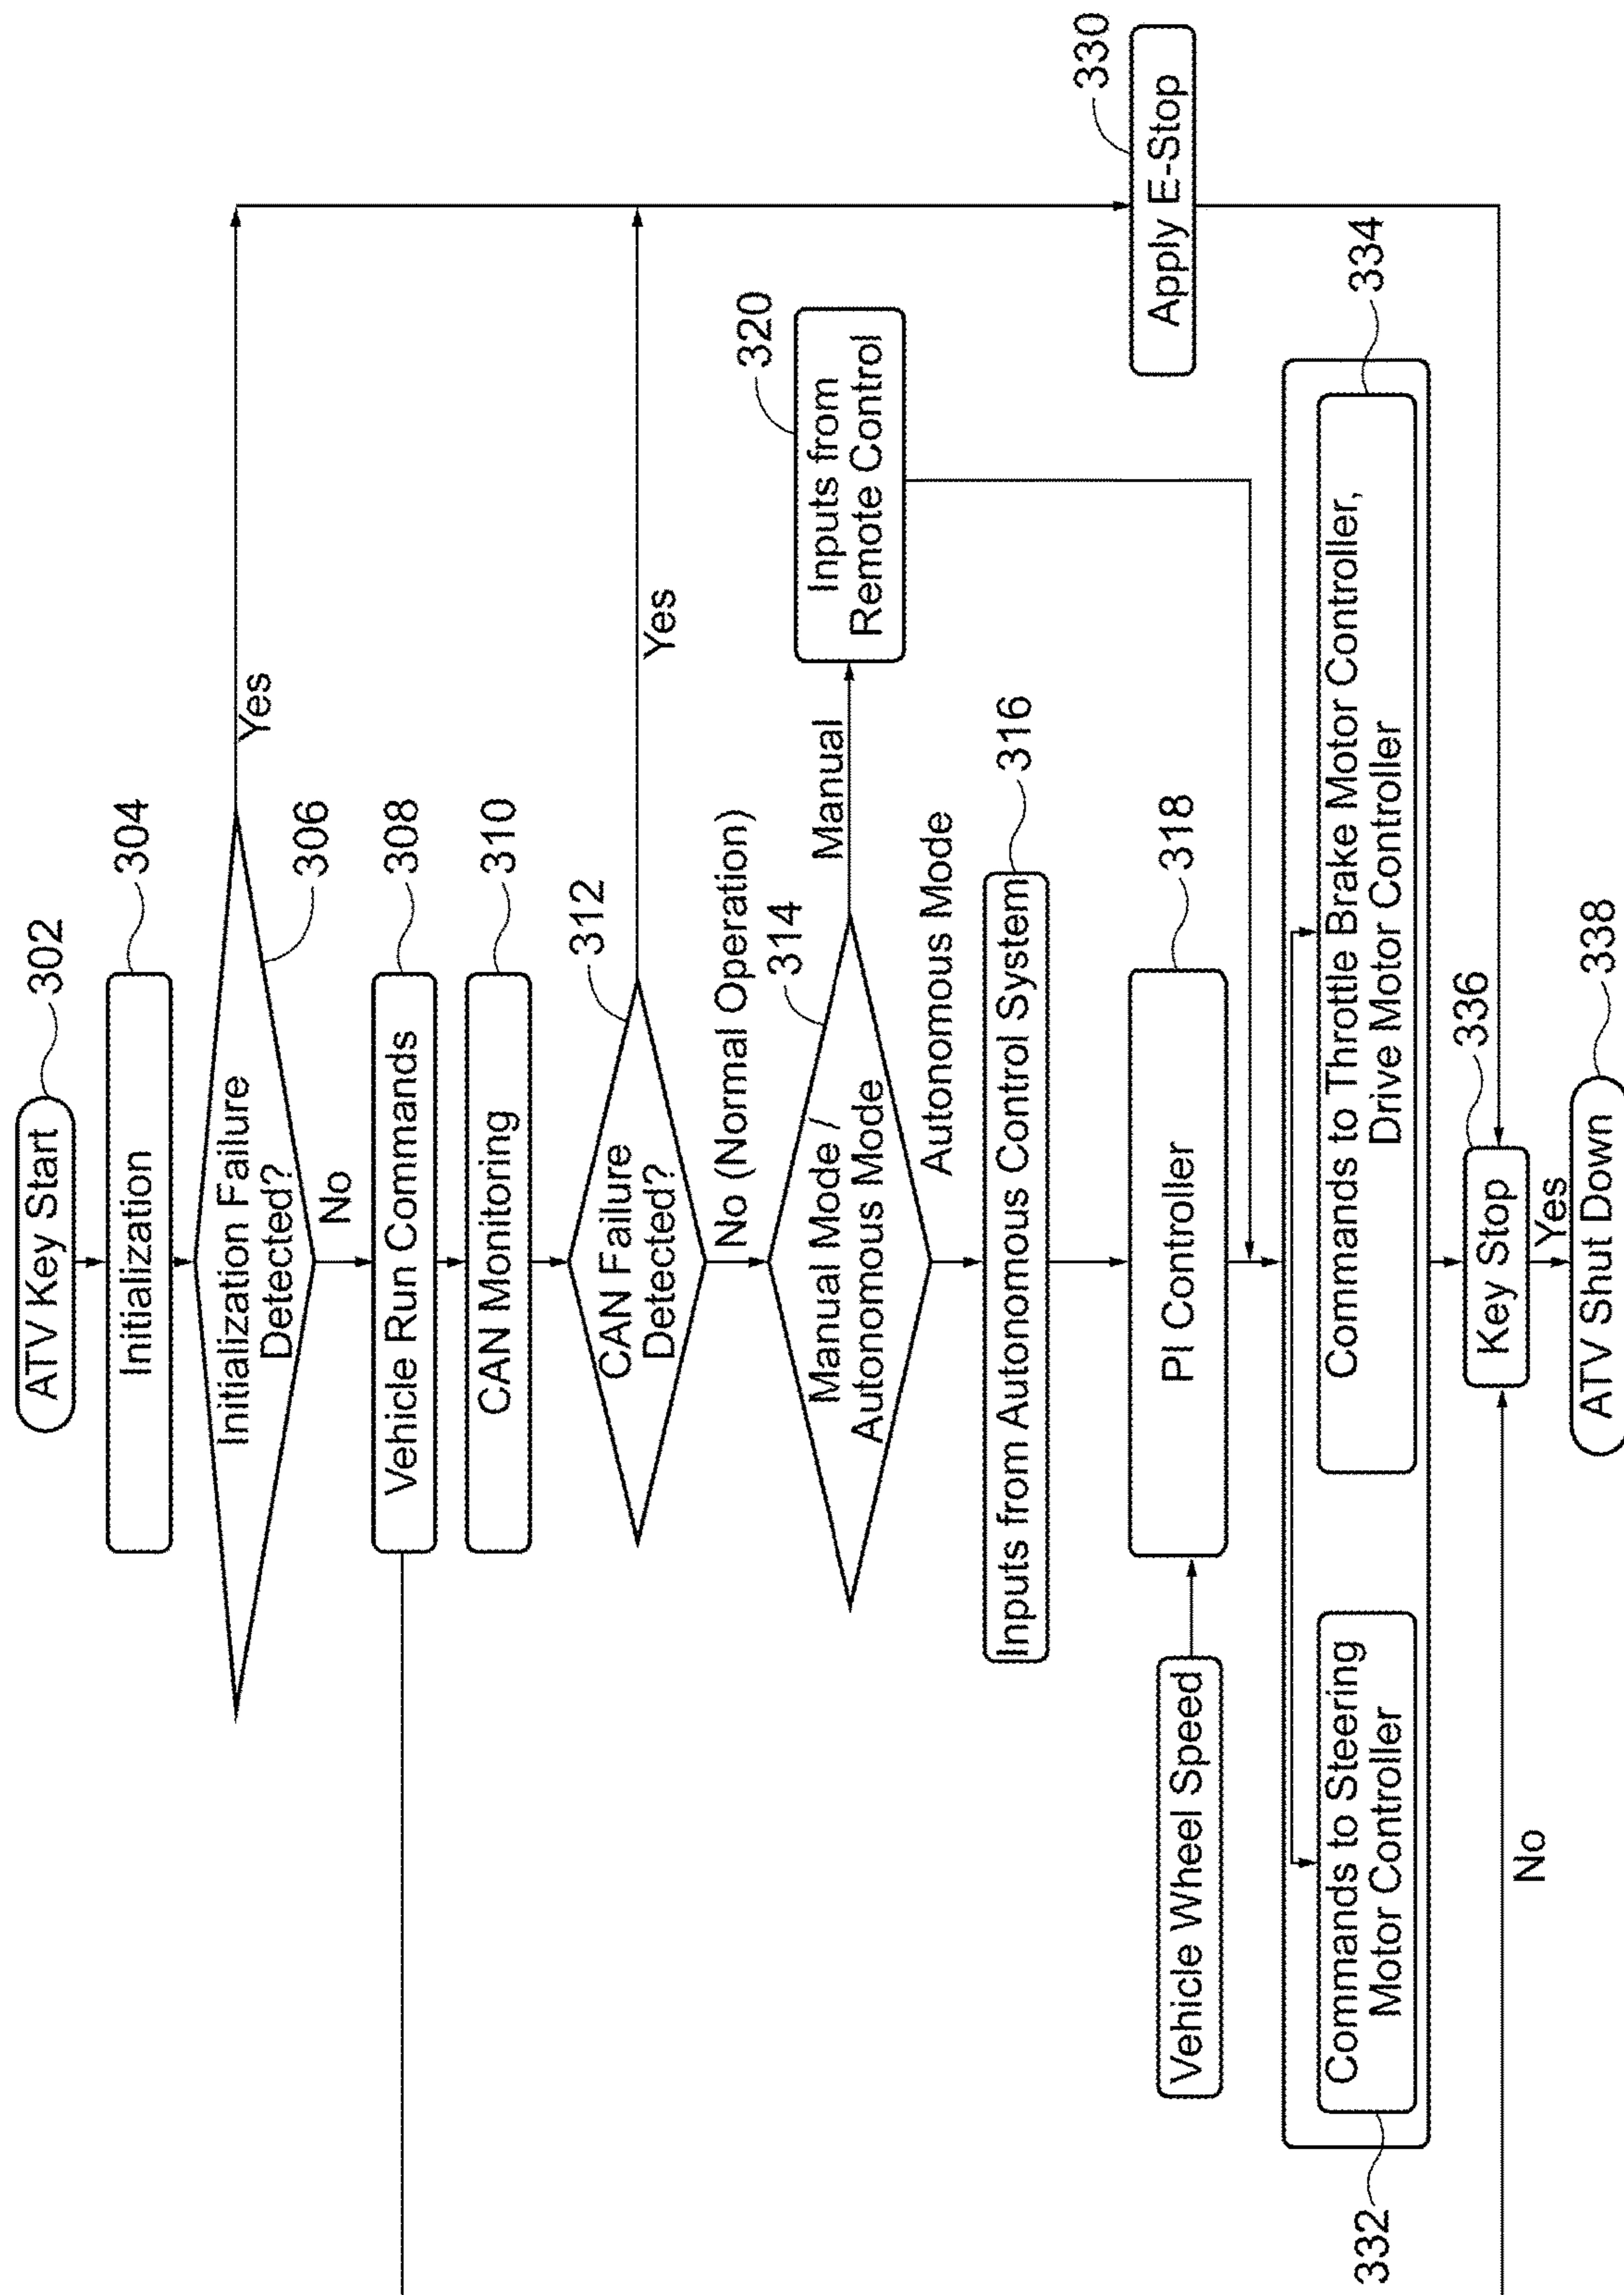 ATV Key Start
302
Initialization
304
Initialization Failure
Detected?
306
Yes
No
Vehicle Run Commands
308
CAN Monitoring
310
CAN Failure
Detected?
312
Yes
No (Normal Operation)
Manual Mode /
Autonomous Mode
314
Manual
Inputs from
Remote Control
320
Autonomous Mode
Inputs from Autonomous Control System
316
Vehicle Wheel Speed
PI Controller
318
Apply E-Stop
330
Commands to Steering
Motor Controller
332
Commands to Throttle Brake Motor Controller,
Drive Motor Controller
334
Key Stop
336
No
Yes
ATV Shut Down
338